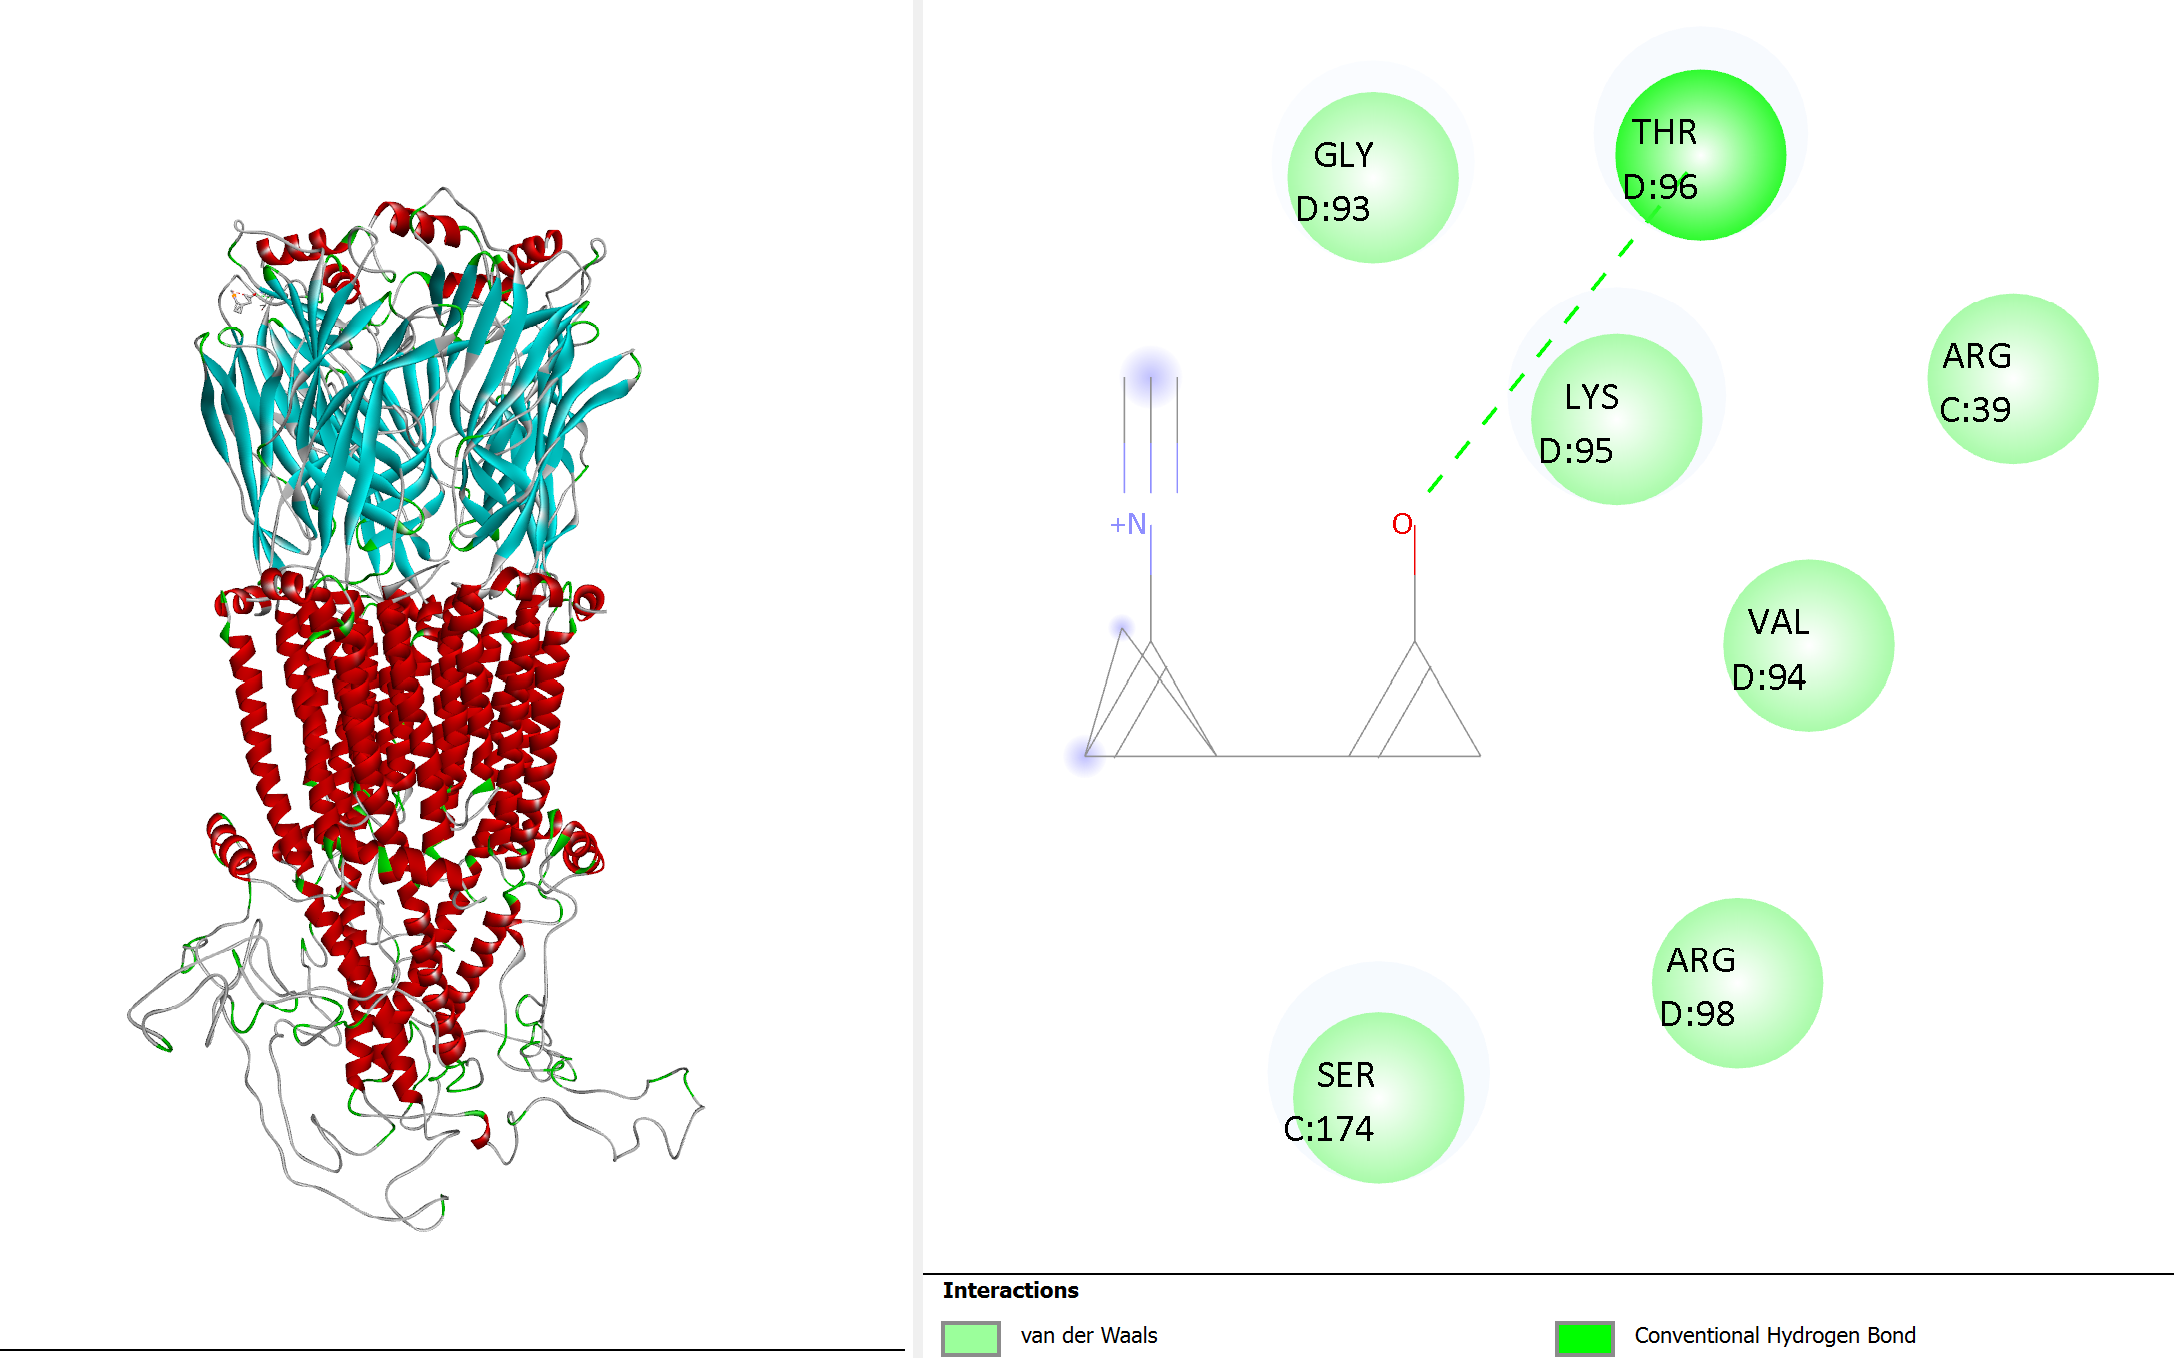 THR
D:96
GLY
D:93
ARG
C:39
LYS
D:95
+N
O
VAL
D:94
ARG
D:98
SER
C:174
Interactions
van der Waals
Conventional Hydrogen Bond